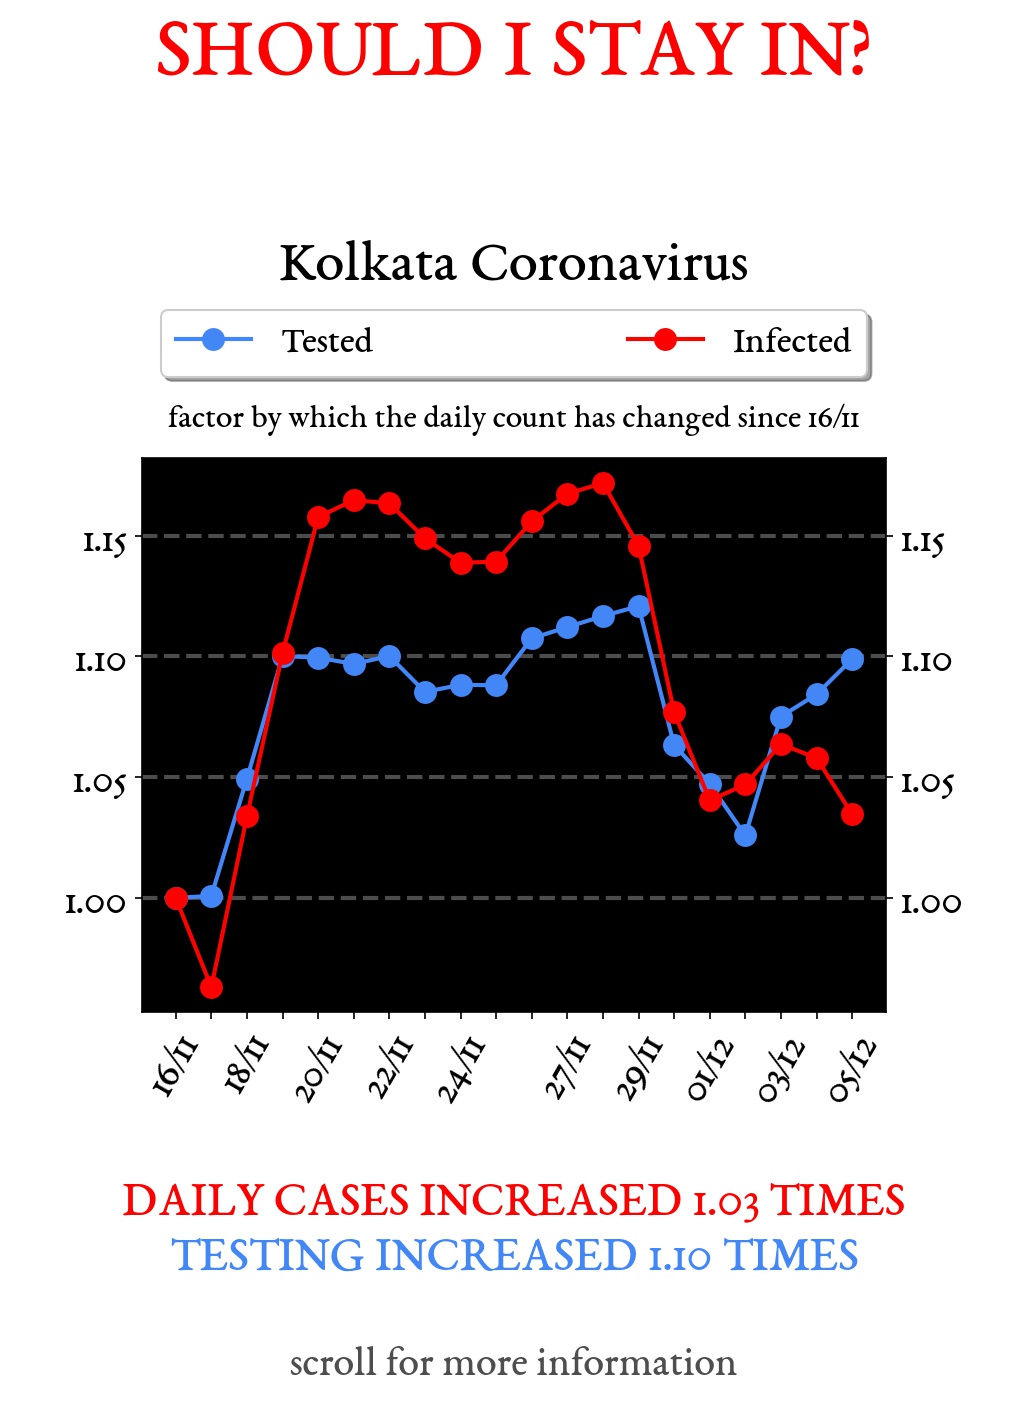 SHOULD I STAY IN?
Kolkata Coronavirus
Tested Infected
factor by which the daily count has changed since 16/11
1.15 1.15
1.10 1.10
1.05 1.05
1.00 1.00
16/11 18/11 20/11 22/11 24/11 27/11 29/11 01/12 03/12 05/12
DAILY CASES INCREASED 1.03 TIMES
TESTING INCREASED 1.10 TIMES
scroll for more information